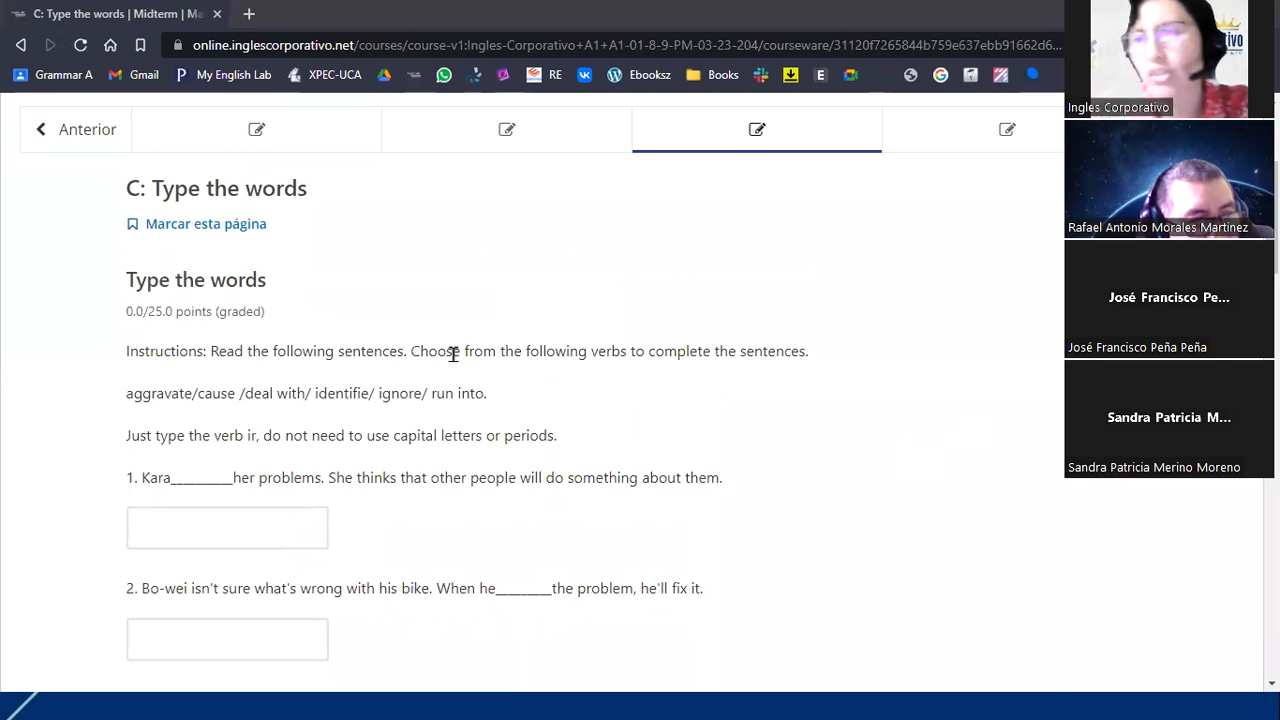 C: Type the words | Midterm | Ma
online.inglescorporativo.net/courses/course-v1:Ingles-Corporativo+A1+A1-01-8-9-PM-03-23-204/courseware/31120f7265844b759e637ebb91662d6...
Grammar A
Gmail
My English Lab
XPEC-UCA
RE
Ebooksz
Books
Anterior
C: Type the words
Marcar esta página
Type the words
0.0/25.0 points (graded)
Instructions: Read the following sentences. Choose from the following verbs to complete the sentences.
aggravate/cause /deal with/ identifie/ ignore/ run into.
Just type the verb ir, do not need to use capital letters or periods.
1. Kara__________her problems. She thinks that other people will do something about them.
2. Bo-wei isn't sure what's wrong with his bike. When he_________the problem, he'll fix it.
Ingles Corporativo
Rafael Antonio Morales Martinez
José Francisco Pe...
José Francisco Peña Peña
Sandra Patricia M...
Sandra Patricia Merino Moreno